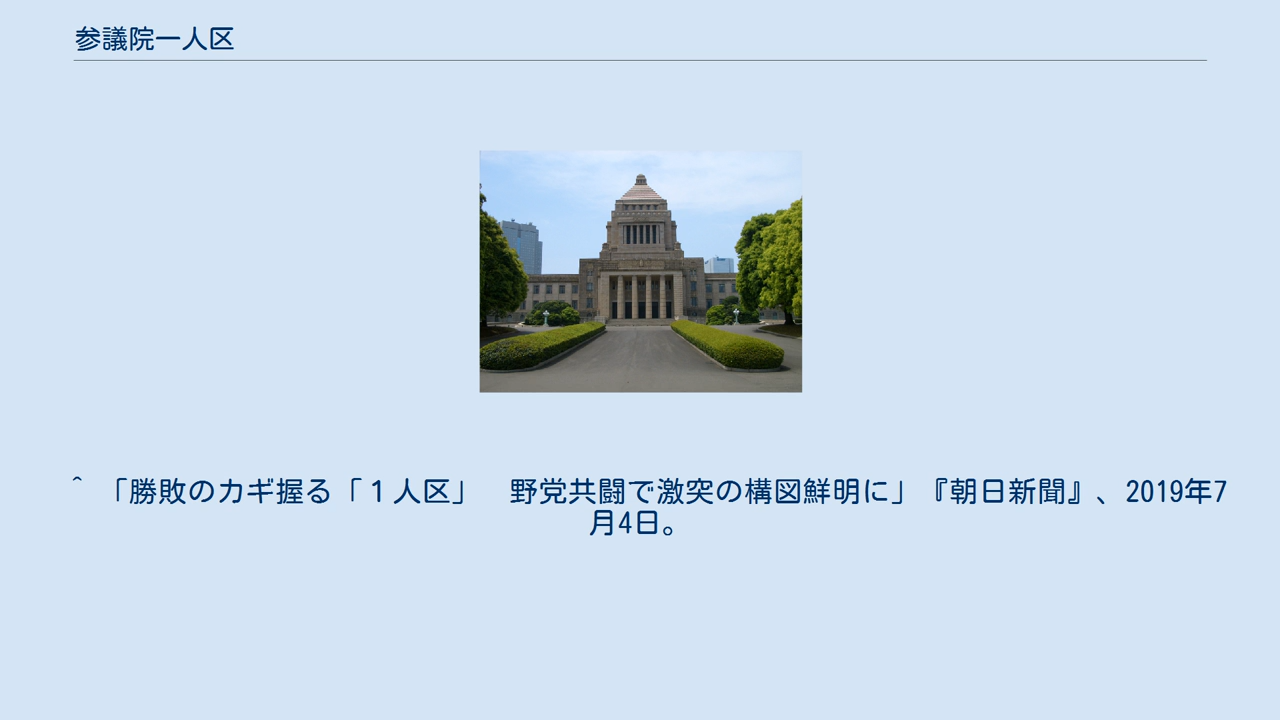 参議院一人区
^ 「勝敗のカギ握る「１人区」　野党共闘で激突の構図鮮明に」『朝日新聞』、2019年7
月4日。